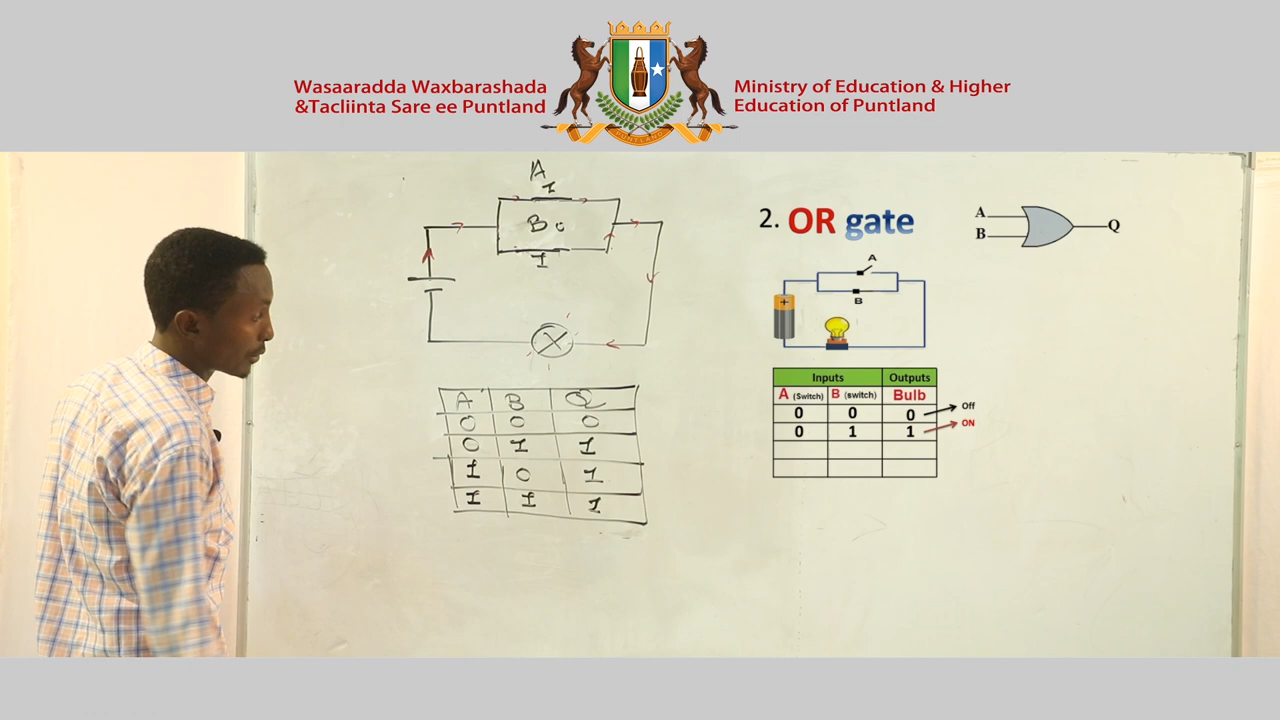 Wasaaradda Waxbarashada
&Tacliinta Sare ee Puntland
Ministry of Education & Higher
Education of Puntland
PUNTLAND
A
1
B 0
1
A B Q
0 0 0
0 1 1
1 0 1
1 1 1
2. OR gate
A
B
Q
A
B
+
Inputs Outputs
A (Switch) B (switch) Bulb
0 0 0 Off
0 1 1 ON